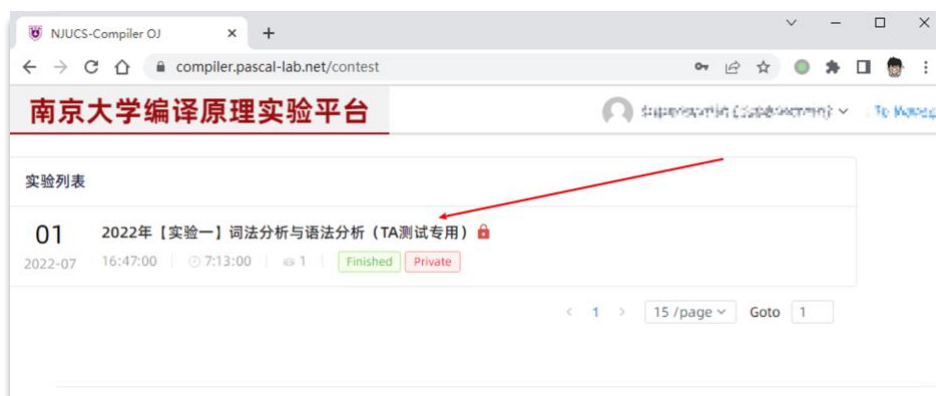 NJUCS-Compiler OJ
compiler.pascal-lab.net/contest
南京大学编译原理实验平台
实验列表
01
2022年【实验一】词法分析与语法分析（TA测试专用）
2022-07
16:47:00 7:13:00 1 Finished Private
1 15 /page Goto 1